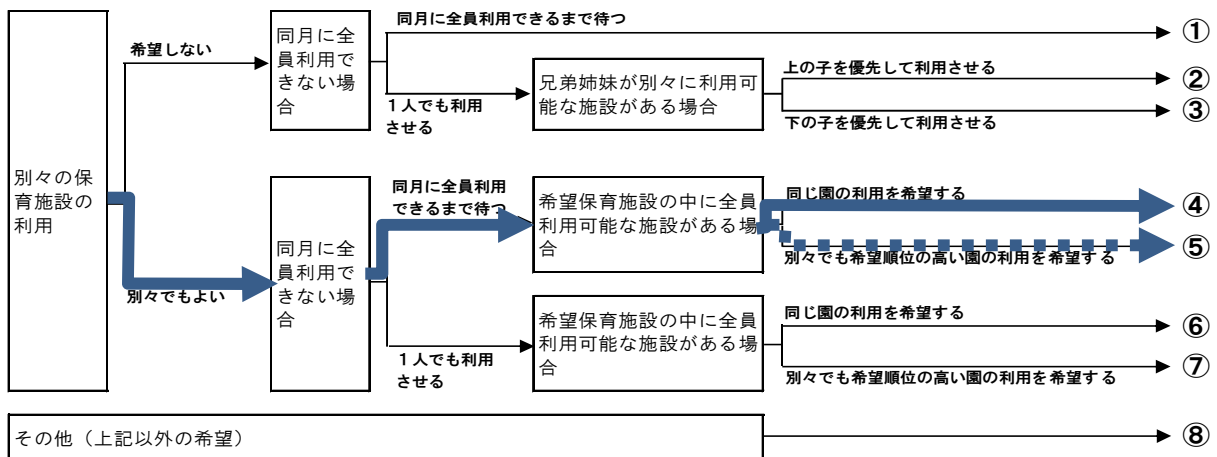 同月に全員利用できるまで待つ
①
希望しない
同月に全
員利用で
きない場
合
１人でも利用
させる
兄弟姉妹が別々に利用可
能な施設がある場合
上の子を優先して利用させる
②
③
下の子を優先して利用させる
別々の保
育施設の
利用
別々でもよい
同月に全
員利用で
きない場
合
同月に全員利用
できるまで待つ
希望保育施設の中に全員
利用可能な施設がある場
合
同じ園の利用を希望する
④
⑤
別々でも希望順位の高い園の利用を希望する
１人でも利用
させる
希望保育施設の中に全員
利用可能な施設がある場
合
同じ園の利用を希望する
⑥
⑦
別々でも希望順位の高い園の利用を希望する
その他（上記以外の希望）
⑧